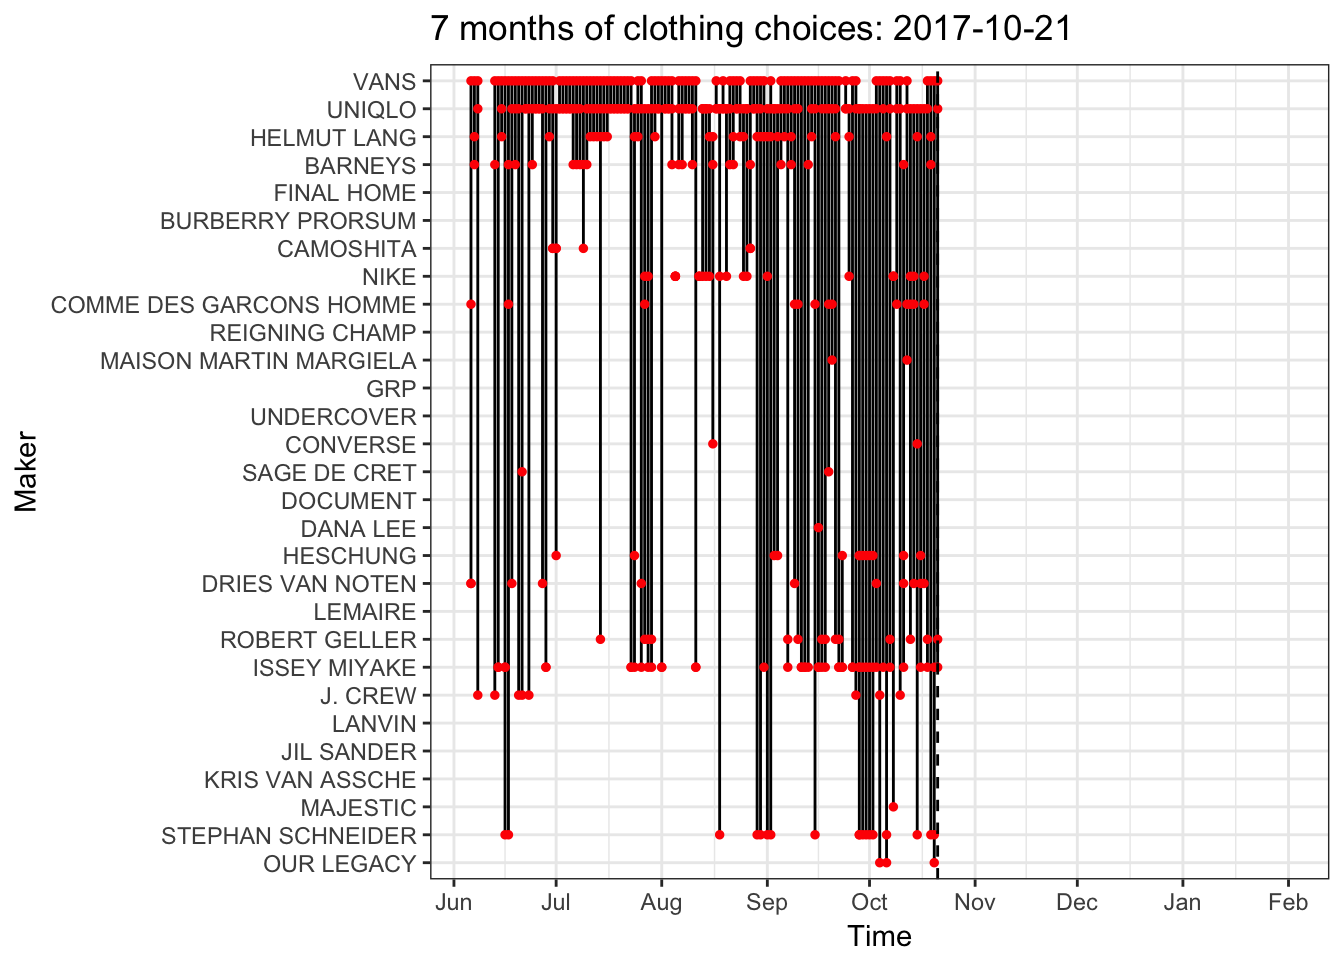 7 months of clothing choices: 2017-10-21
VANS
UNIQLO
HELMUT LANG
BARNEYS
FINAL HOME
BURBERRY PRORSUM
CAMOSHITA
NIKE
COMME DES GARCONS HOMME
REIGNING CHAMP
MAISON MARTIN MARGIELA
GRP
UNDERCOVER
CONVERSE
SAGE DE CRET
DOCUMENT
DANA LEE
HESCHUNG
DRIES VAN NOTEN
LEMAIRE
ROBERT GELLER
ISSEY MIYAKE
J. CREW
LANVIN
JIL SANDER
KRIS VAN ASSCHE
MAJESTIC
STEPHAN SCHNEIDER
OUR LEGACY
Maker
Jun Jul Aug Sep Oct Nov Dec Jan Feb
Time